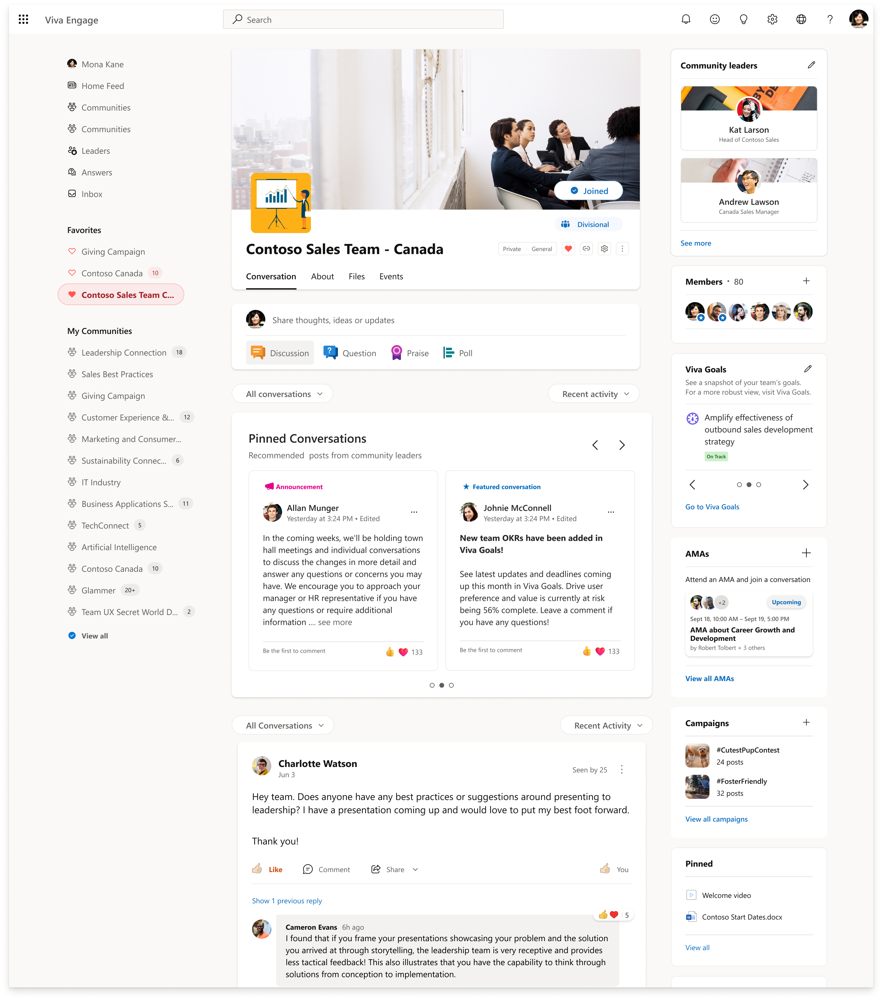 Viva Engage
Search
Mona Kane
Home Feed
Communities
Communities
Leaders
Answers
Inbox
Favorites
Giving Campaign
Contoso Canada 10
Contoso Sales Team C...
My Communities
Leadership Connection 18
Sales Best Practices
Giving Campaign
Customer Experience &... 12
Marketing and Consumer...
Sustainability Connec... 6
IT Industry
Business Applications S... 11
TechConnect 5
Artificial Intelligence
Contoso Canada 10
Glammer 20+
Team UX Secret World D... 2
View all
Joined
Divisional
Contoso Sales Team - Canada
Private General
Conversation About Files Events
Share thoughts, ideas or updates
Discussion Question Praise Poll
All conversations Recent activity
Pinned Conversations
Recommended posts from community leaders
Announcement
Allan Munger
Yesterday at 3:24 PM • Edited
In the coming weeks, we'll be holding town
hall meetings and individual conversations
to discuss the changes in more detail and
answer any questions or concerns you may
have. We encourage you to approach your
manager or HR representative if you have
any questions or require additional
information .... see more
Be the first to comment 133
Featured conversation
Johnie McConnell
Yesterday at 3:24 PM • Edited
New team OKRs have been added in
Viva Goals!
See latest updates and deadlines coming
up this month in Viva Goals. Drive user
preference and value is currently at risk
being 56% complete. Leave a comment if
you have any questions!
Be the first to comment 133
All Conversations Recent Activity
Charlotte Watson
Jun 3
Seen by 25
Hey team. Does anyone have any best practices or suggestions around presenting to
leadership? I have a presentation coming up and would love to put my best foot forward.
Thank you!
Like Comment Share You
Show 1 previous reply
5
Cameron Evans 6h ago
I found that if you frame your presentations showcasing your problem and the solution
you arrived at through storytelling, the leadership team is very receptive and provides
less tactical feedback! This also illustrates that you have the capability to think through
solutions from conception to implementation.
Community leaders
Kat Larson
Head of Contoso Sales
Andrew Lawson
Canada Sales Manager
See more
Members • 80
Viva Goals
See a snapshot of your team's goals.
For a more robust view, visit Viva Goals.
Amplify effectiveness of
outbound sales development
strategy
On Track
Go to Viva Goals
AMAs
Attend an AMA and join a conversation
+2 Upcoming
Sept 18, 10:00 AM – Sept 19, 5:00 PM
AMA about Career Growth and
Development
by Robert Tolbert + 3 others
View all AMAs
Campaigns
#CutestPupContest
24 posts
#FosterFriendly
32 posts
View all campaigns
Pinned
Welcome video
Contoso Start Dates.docx
View all